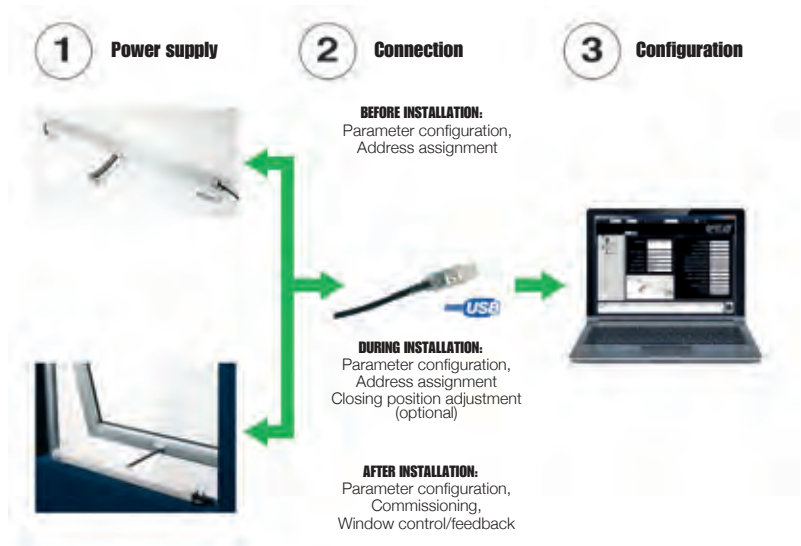 1 Power supply
2 Connection
3 Configuration
BEFORE INSTALLATION:
Parameter configuration,
Address assignment
USB
DURING INSTALLATION:
Parameter configuration,
Address assignment
Closing position adjustment
(optional)
AFTER INSTALLATION:
Parameter configuration,
Commissioning,
Window control/feedback